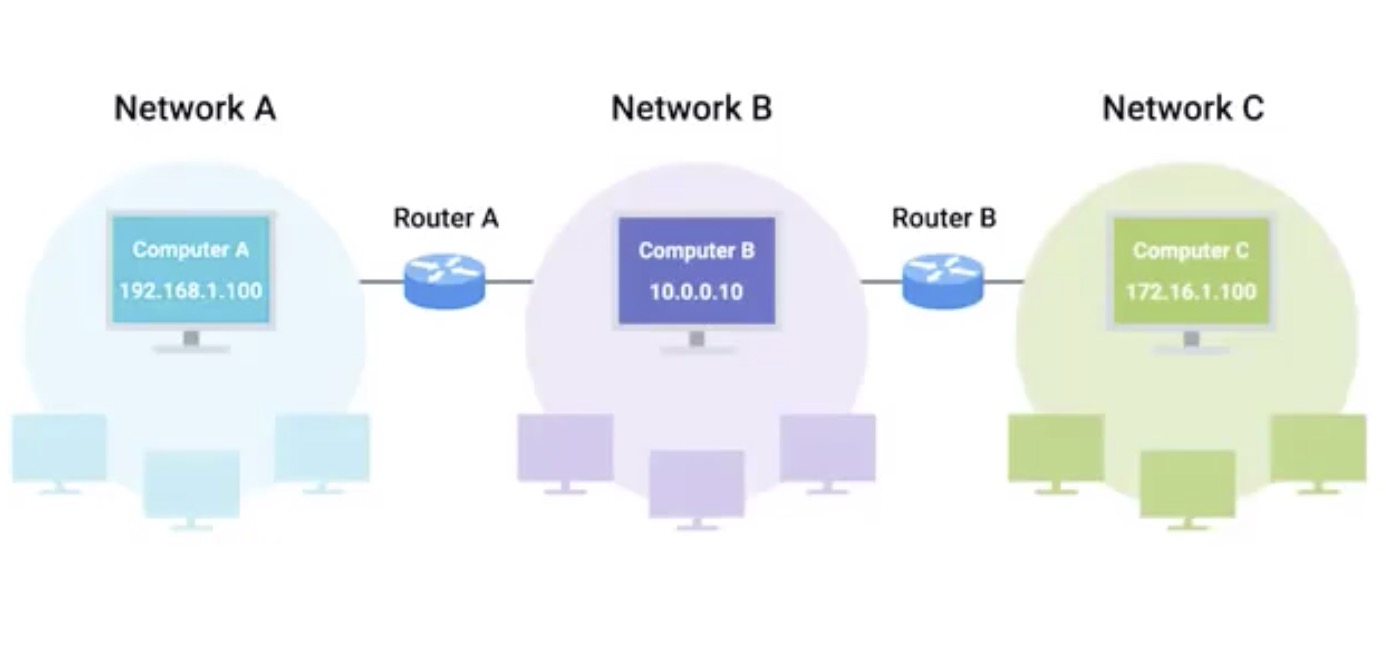 Network A
Network B
Network C
Router A
Router B
Computer A
192.168.1.100
Computer B
10.0.0.10
Computer C
172.16.1.100